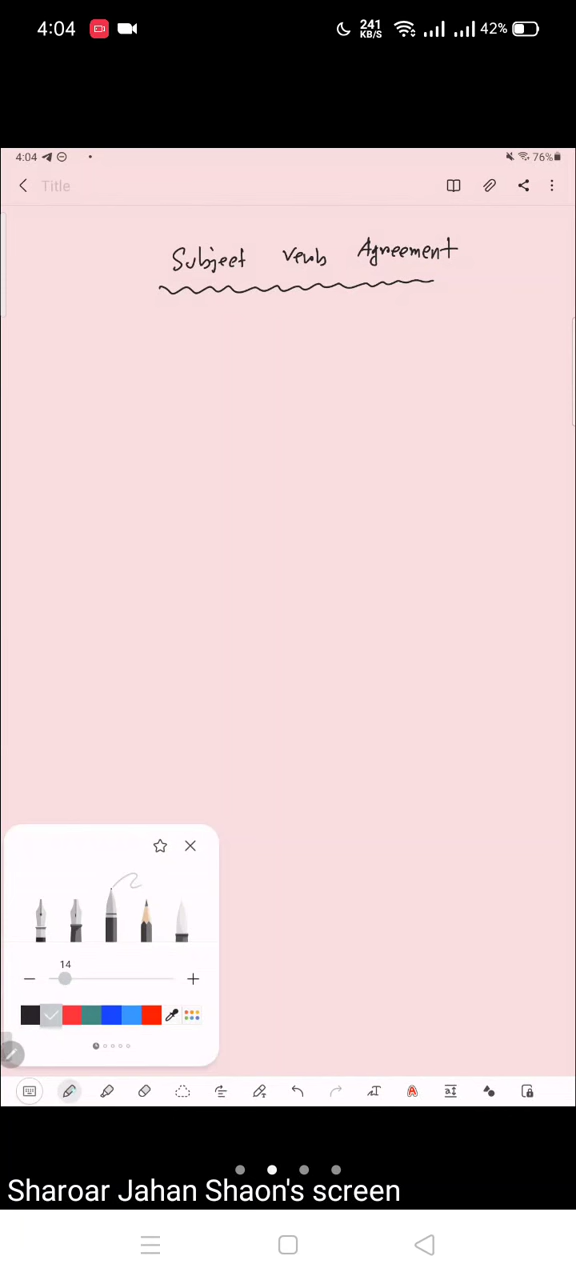 4:04 241 KB/S 42%
4:04 76%
Title
Subject Verb Agreement
14
Sharoar Jahan Shaon's screen